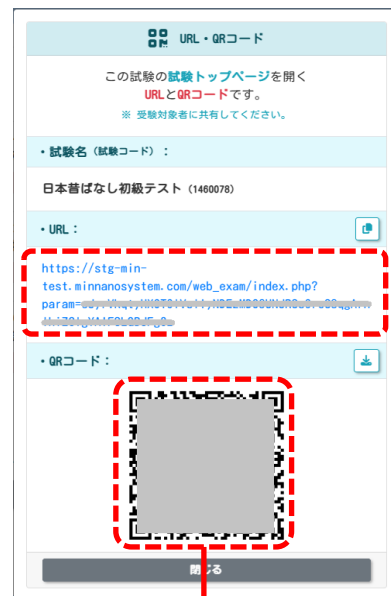 URL・QRコード
この試験の試験トップページを開く
URLとQRコードです。
※ 受験対象者に共有してください。
・試験名（試験コード）：
日本昔ばなし初級テスト（1460078）
・URL：
https://stg-min-
test.minnanosystem.com/web_exam/index.php?
param=
・QRコード：
閉じる